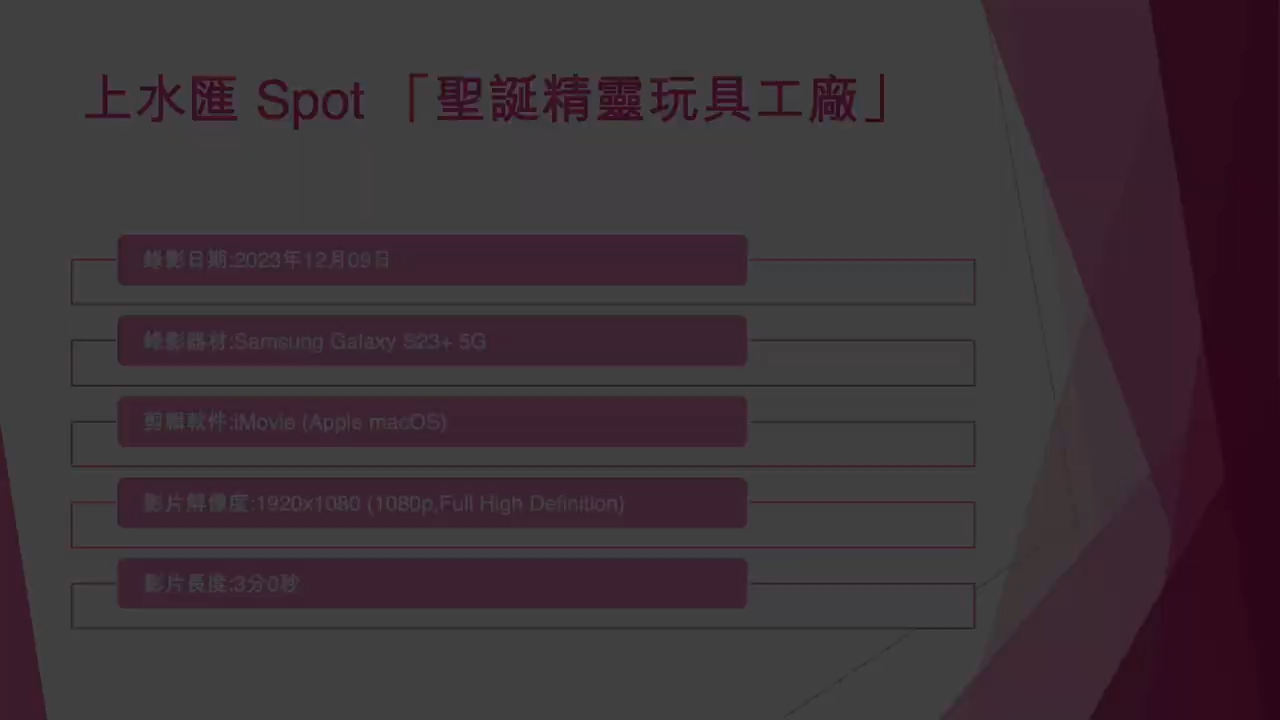 上水匯 Spot 「聖誕精靈玩具工廠」
錄影日期:2023年12月09日
錄影器材:Samsung Galaxy S23+ 5G
剪輯軟件:iMovie (Apple macOS)
影片解像度:1920x1080 (1080p,Full High Definition)
影片長度:3分0秒